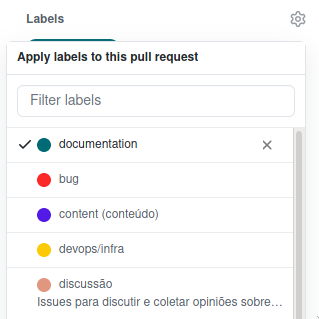 Labels
Apply labels to this pull request
Filter labels
documentation
bug
content (conteúdo)
devops/infra
discussão
Issues para discutir e coletar opiniões sobre…